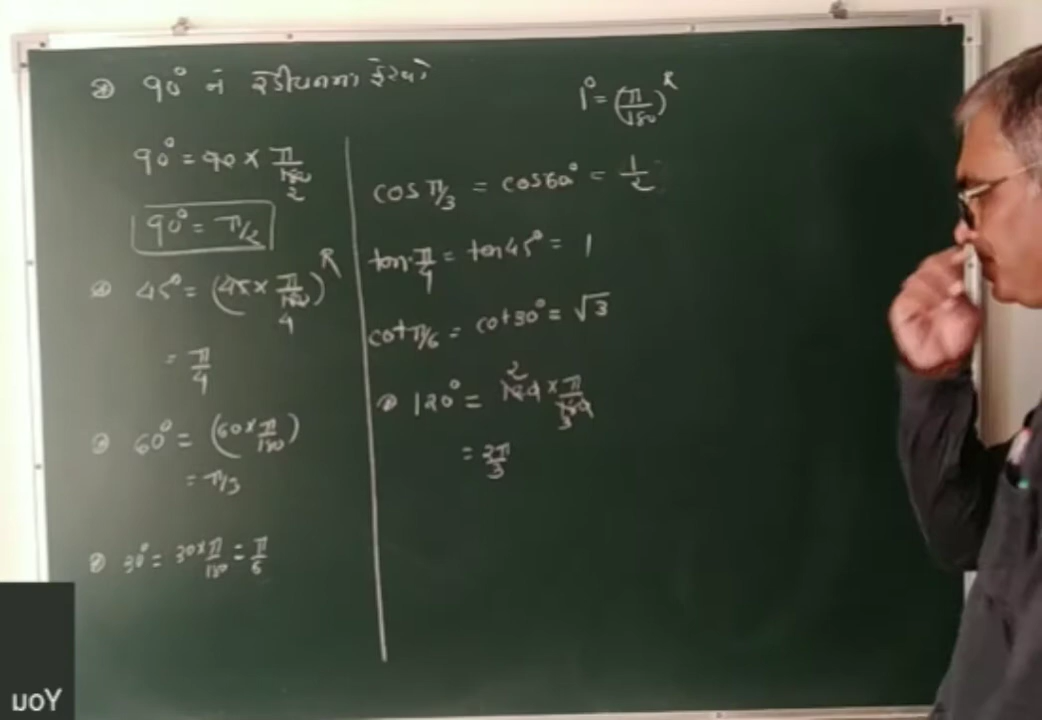 90° ને રેડીયનમાં ફેરવો
1° = (π/180)ᴿ
90° = 90 × π/180
2
90° = π/2
45° = (45 × π/180)ᴿ
4
= π/4
60° = (60 × π/180)
= π/3
30° = 30 × π/180 = π/6
cos π/3 = cos 60° = 1/2
tan π/4 = tan 45° = 1
cot π/6 = cot 30° = √3
2
120° = 120 × π/180
3
= 2π/3
You